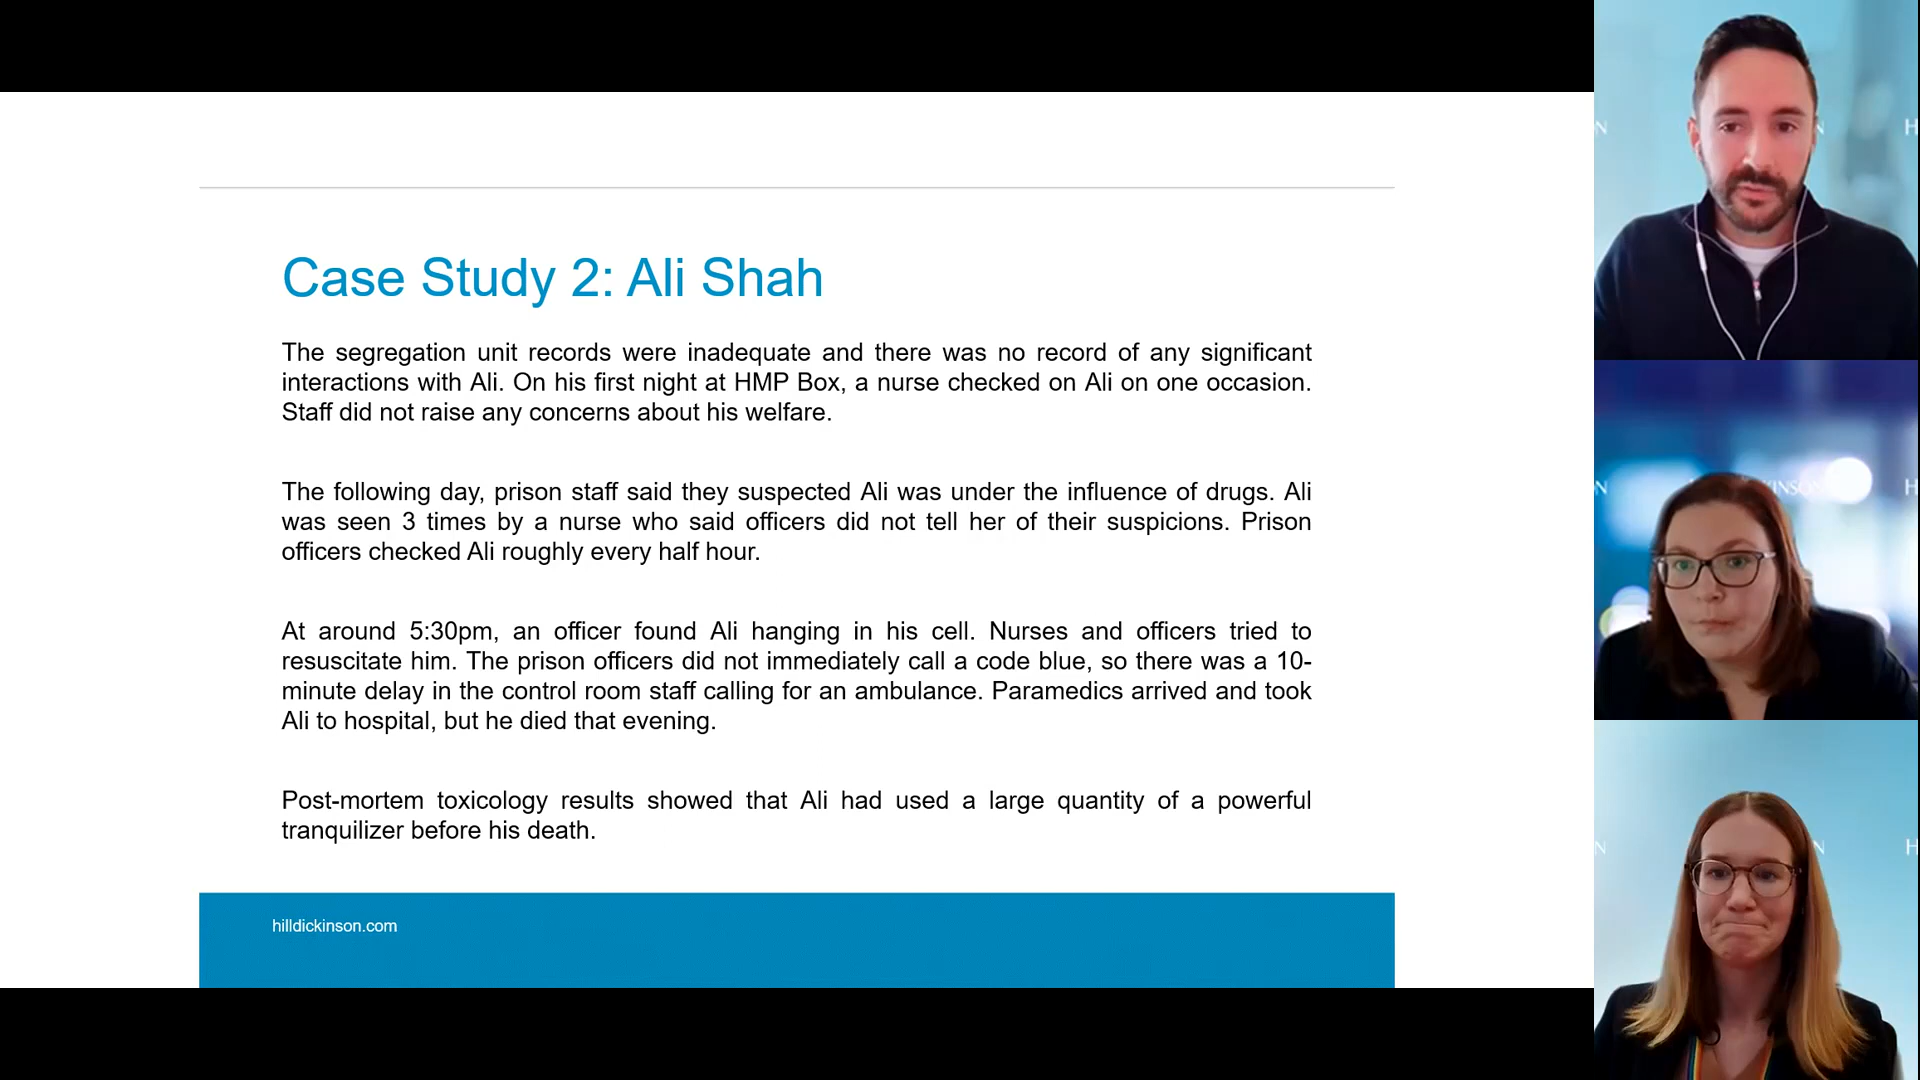 Case Study 2: Ali Shah
The segregation unit records were inadequate and there was no record of any significant
interactions with Ali. On his first night at HMP Box, a nurse checked on Ali on one occasion.
Staff did not raise any concerns about his welfare.
The following day, prison staff said they suspected Ali was under the influence of drugs. Ali
was seen 3 times by a nurse who said officers did not tell her of their suspicions. Prison
officers checked Ali roughly every half hour.
At around 5:30pm, an officer found Ali hanging in his cell. Nurses and officers tried to
resuscitate him. The prison officers did not immediately call a code blue, so there was a 10-
minute delay in the control room staff calling for an ambulance. Paramedics arrived and took
Ali to hospital, but he died that evening.
Post-mortem toxicology results showed that Ali had used a large quantity of a powerful
tranquilizer before his death.
hilldickinson.com